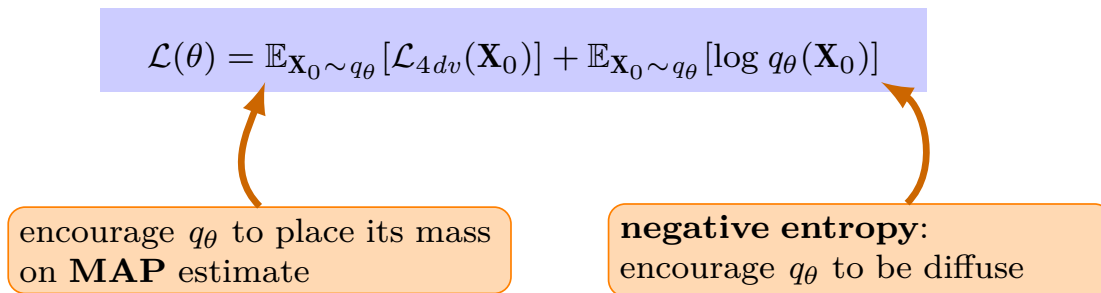 ℒ(θ) = 𝔼_{𝐗₀∼q_θ}[ℒ_{4dv}(𝐗₀)] + 𝔼_{𝐗₀∼q_θ}[log q_θ(𝐗₀)]
encourage q_θ to place its mass
on MAP estimate
negative entropy:
encourage q_θ to be diffuse